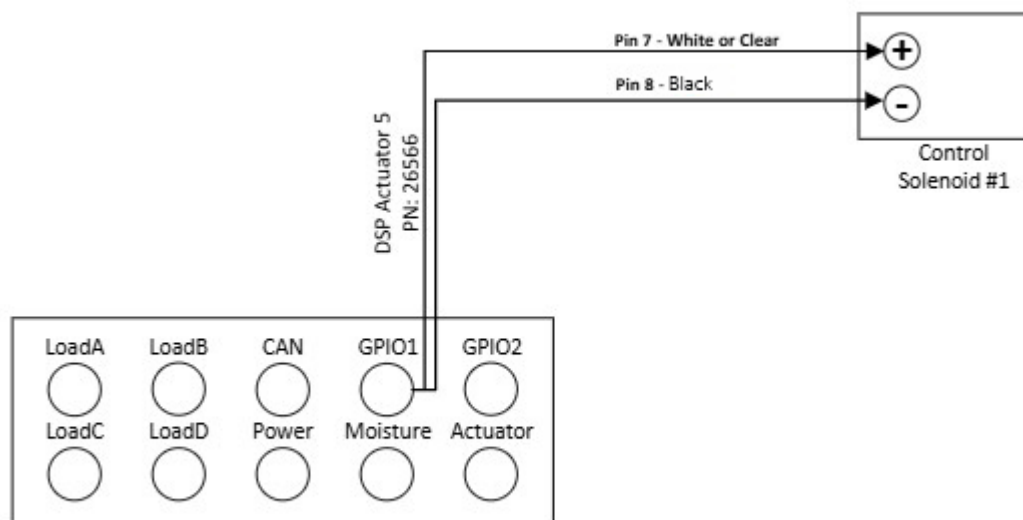 Pin 7 - White or Clear
+
Pin 8 - Black
-
Control
Solenoid #1
DSP Actuator 5
PN: 26566
LoadA LoadB CAN GPIO1 GPIO2
LoadC LoadD Power Moisture Actuator